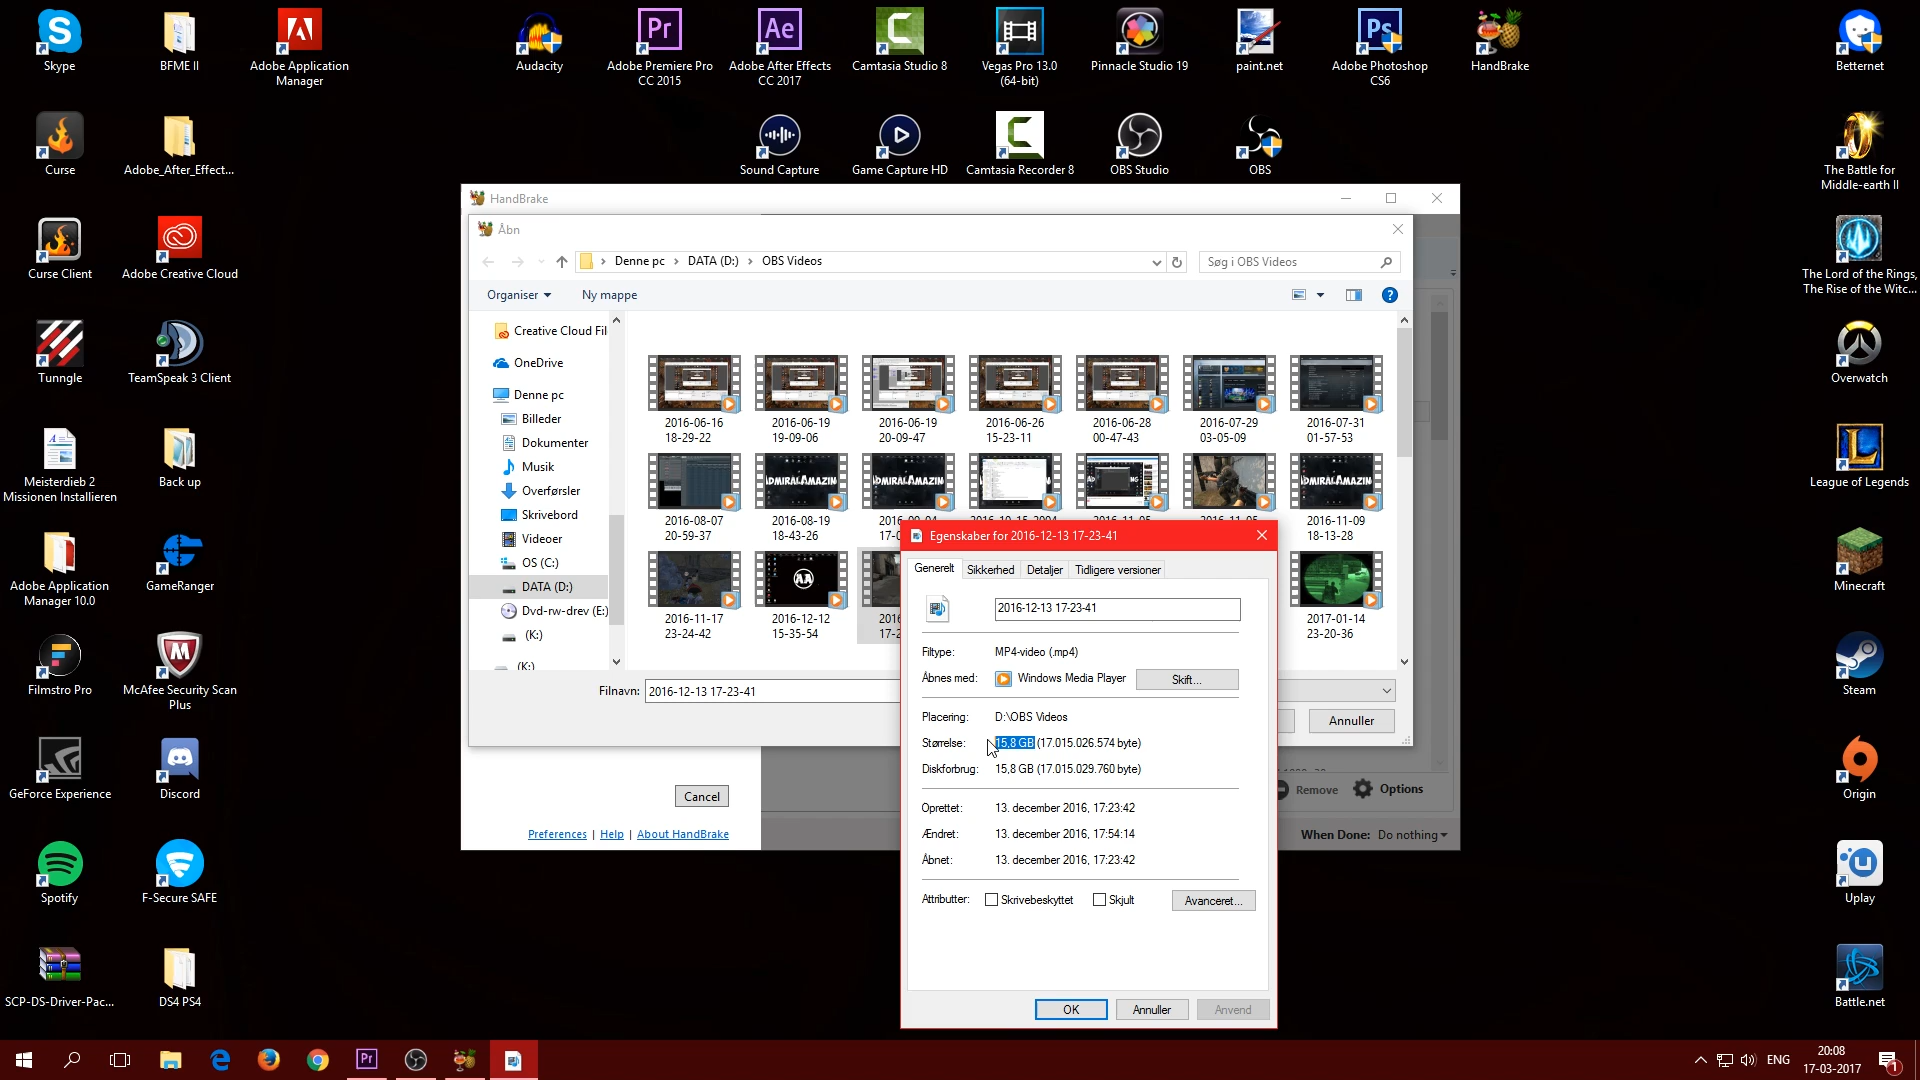 Skype
BFME II
Adobe Application
Manager
Audacity
Adobe Premiere Pro
CC 2015
Adobe After Effects
CC 2017
Camtasia Studio 8
Vegas Pro 13.0
(64-bit)
Pinnacle Studio 19
paint.net
Adobe Photoshop
CS6
HandBrake
Betternet
Curse
Adobe_After_Effect...
Sound Capture
Game Capture HD
Camtasia Recorder 8
OBS Studio
OBS
The Battle for
Middle-earth II
Curse Client
Adobe Creative Cloud
The Lord of the Rings,
The Rise of the Witc...
Tunngle
TeamSpeak 3 Client
Overwatch
Meisterdieb 2
Missionen Installieren
Back up
League of Legends
Adobe Application
Manager 10.0
GameRanger
Minecraft
Filmstro Pro
McAfee Security Scan
Plus
Steam
GeForce Experience
Discord
Origin
Spotify
F-Secure SAFE
Uplay
SCP-DS-Driver-Pac...
DS4 PS4
Battle.net
HandBrake
Åbn
Denne pc
DATA (D:)
OBS Videos
Søg i OBS Videos
Organiser
Ny mappe
Creative Cloud Fil
OneDrive
Denne pc
Billeder
Dokumenter
Musik
Overførsler
Skrivebord
Videoer
OS (C:)
DATA (D:)
Dvd-rw-drev (E:)
(K:)
(K:)
2016-06-16
18-29-22
2016-06-19
19-09-06
2016-06-19
20-09-47
2016-06-26
15-23-11
2016-06-28
00-47-43
2016-07-29
03-05-09
2016-07-31
01-57-53
2016-08-07
20-59-37
2016-08-19
18-43-26
2016-11-09
18-13-28
2016-11-17
23-24-42
2016-12-12
15-35-54
2017-01-14
23-20-36
Filnavn:
2016-12-13 17-23-41
Annuller
Cancel
Preferences | Help | About HandBrake
Remove
Options
When Done: Do nothing
Egenskaber for 2016-12-13 17-23-41
Generelt
Sikkerhed
Detaljer
Tidligere versioner
2016-12-13 17-23-41
Filtype: MP4-video (.mp4)
Åbnes med: Windows Media Player
Skift...
Placering: D:\OBS Videos
Størrelse: 15,8 GB (17.015.026.574 byte)
Diskforbrug: 15,8 GB (17.015.029.760 byte)
Oprettet: 13. december 2016, 17:23:42
Ændret: 13. december 2016, 17:54:14
Åbnet: 13. december 2016, 17:23:42
Attributter:
Skrivebeskyttet
Skjult
Avanceret...
OK
Annuller
Anvend
ENG
20:08
17-03-2017
1